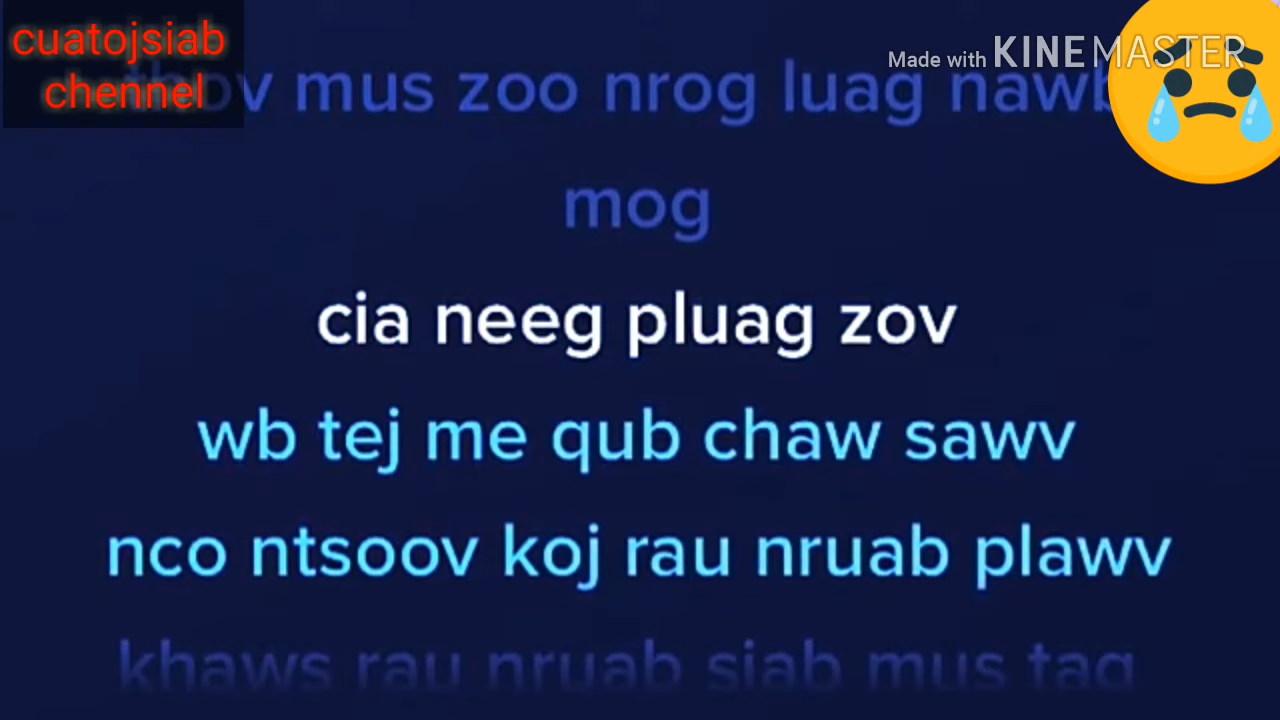 cuatojsiab
chennel
Made with KINEMASTER
mus zoo nrog luag nawb
mog
cia neeg pluag zov
wb tej me qub chaw sawv
nco ntsoov koj rau nruab plawv
khaws rau nruab siab mus tag